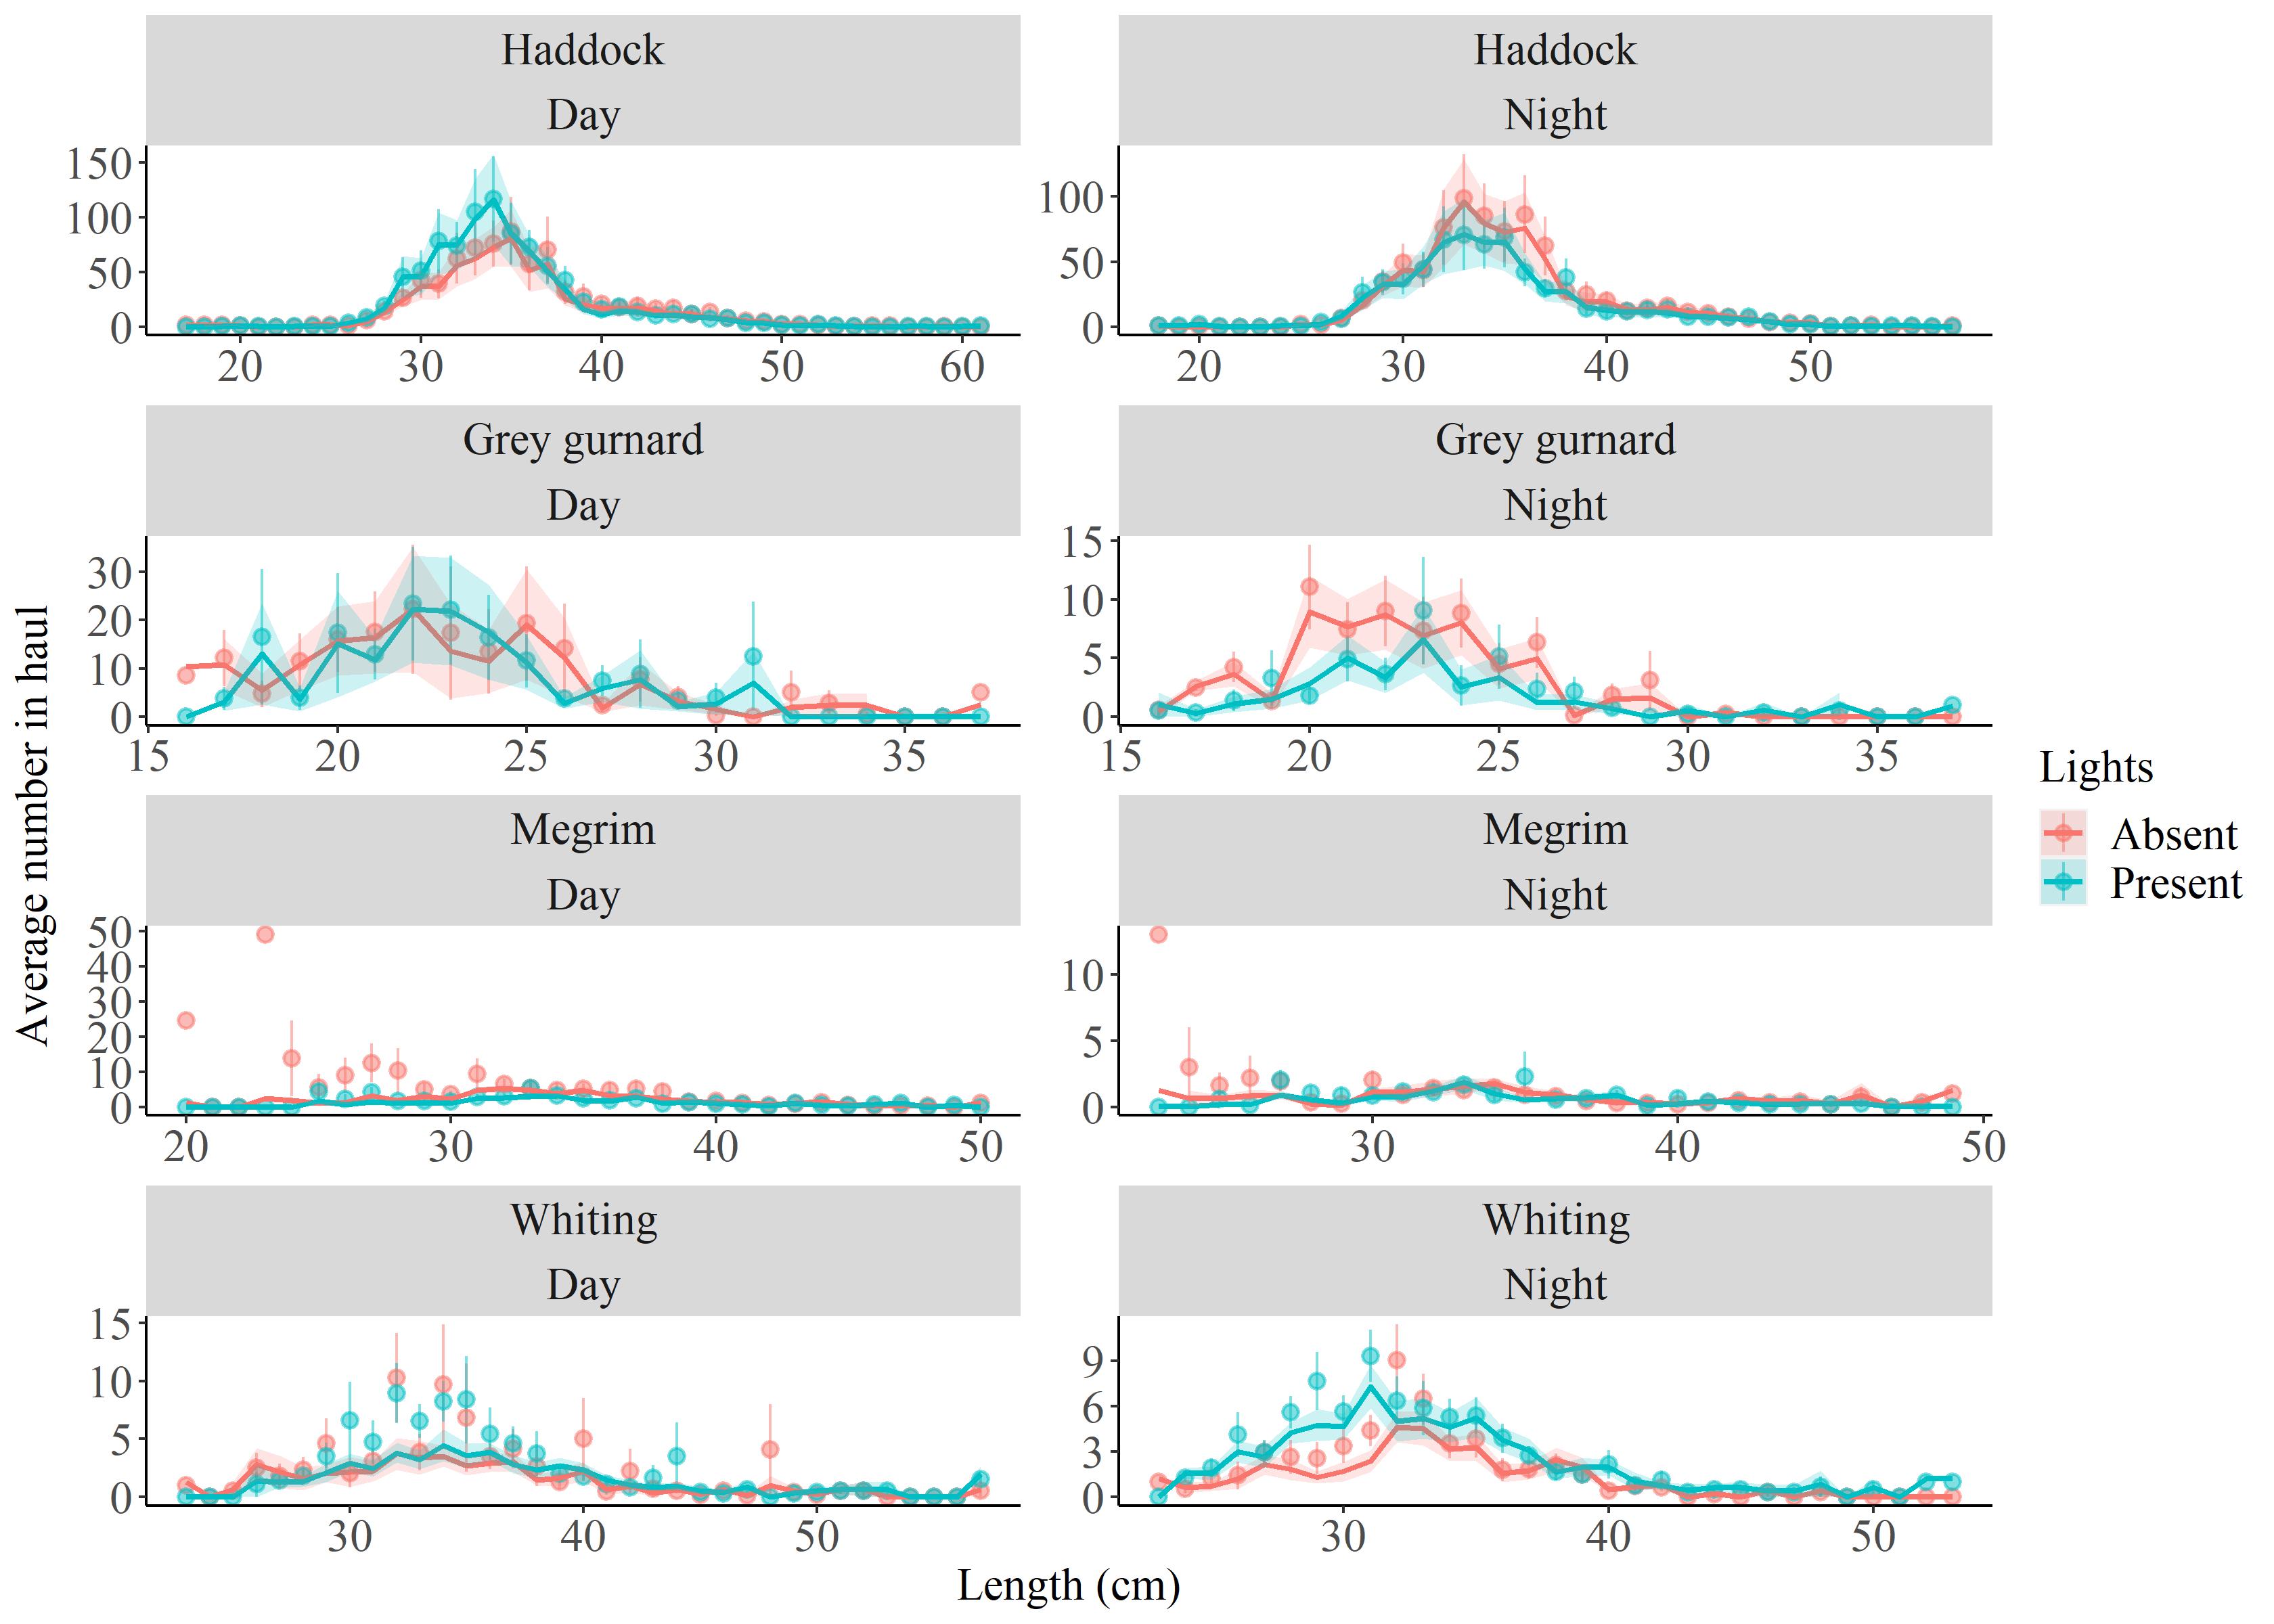 Haddock
Day
150
100
50
0
20 30 40 50 60
Haddock
Night
100
50
0
20 30 40 50
Grey gurnard
Day
30
20
10
0
15 20 25 30 35
Grey gurnard
Night
15
10
5
0
15 20 25 30 35
Megrim
Day
50
40
30
20
10
0
20 30 40 50
Megrim
Night
10
5
0
30 40 50
Whiting
Day
15
10
5
0
30 40 50
Whiting
Night
9
6
3
0
30 40 50
Average number in haul
Length (cm)
Lights
Absent
Present